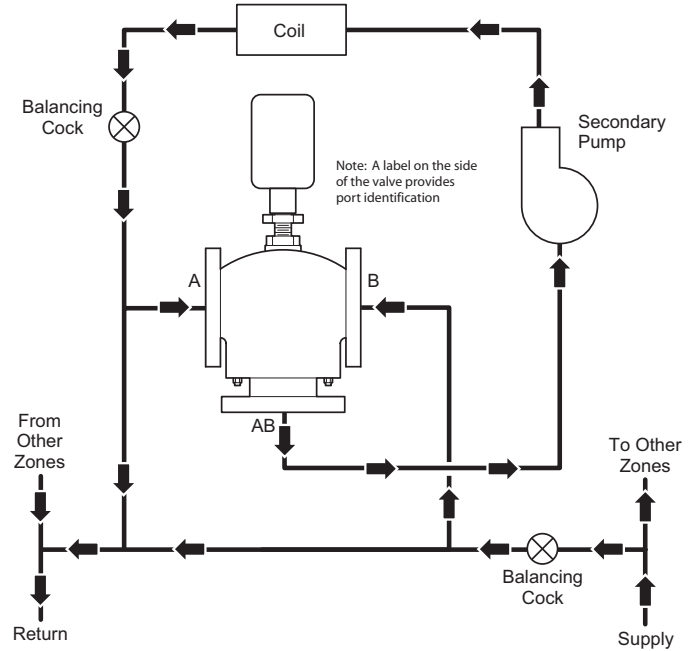 Coil
Balancing
Cock
Secondary
Pump
Note: A label on the side
of the valve provides
port identification
A
B
AB
From
Other
Zones
To Other
Zones
Balancing
Cock
Return
Supply